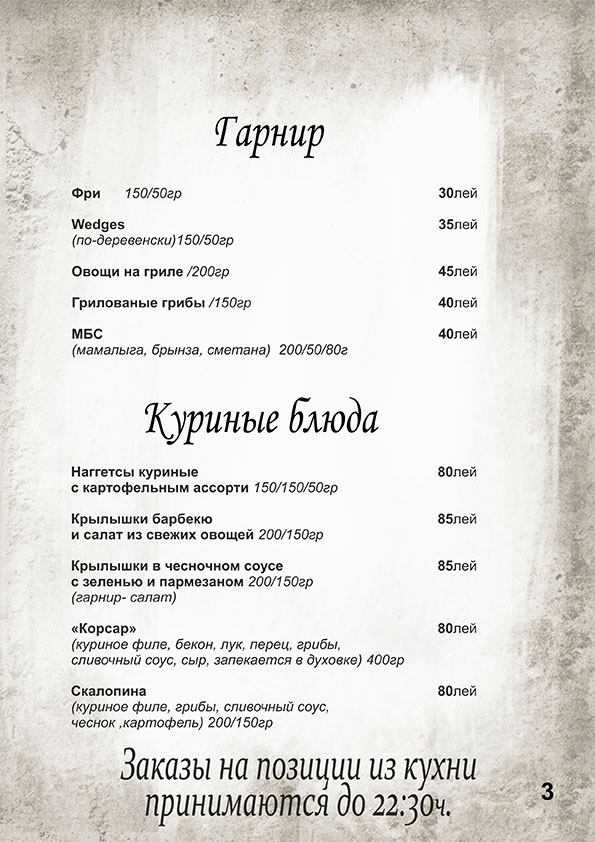 Гарнир
Фри 150/50гр 30лей
Wedges 35лей
(по-деревенски)150/50гр
Овощи на гриле /200гр 45лей
Грилованые грибы /150гр 40лей
МБС 40лей
(мамалыга, брынза, сметана) 200/50/80г
Куриные блюда
Наггетсы куриные 80лей
с картофельным ассорти 150/150/50гр
Крылышки барбекю 85лей
и салат из свежих овощей 200/150гр
Крылышки в чесночном соусе 85лей
с зеленью и пармезаном 200/150гр
(гарнир- салат)
«Корсар» 80лей
(куриное филе, бекон, лук, перец, грибы,
сливочный соус, сыр, запекается в духовке) 400гр
Скалопина 80лей
(куриное филе, грибы, сливочный соус,
чеснок ,картофель) 200/150гр
Заказы на позиции из кухни
принимаются до 22:30ч.
3